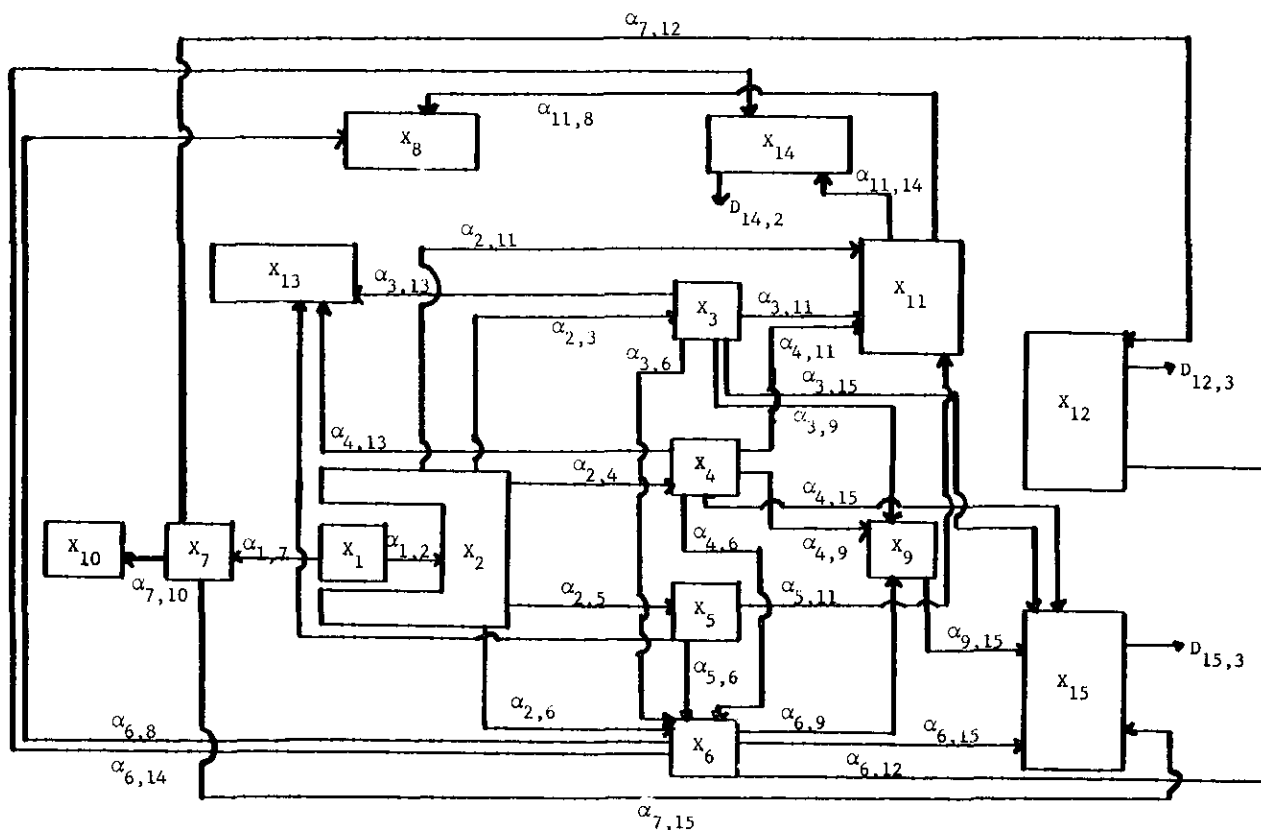 α7,12
α11,8
X8
X14
α11,14
D14,2
α2,11
X13
α3,13
X3
α3,11
X11
α2,3
α4,11
α3,6
α3,15
D12,3
X12
α3,9
α4,13
α2,4
X4
α4,15
X10
X7
α1,7
X1
α1,2
X2
α4,6
α4,9
X9
α7,10
α2,5
X5
α5,11
α9,15
D15,3
α5,6
X15
α2,6
α6,8
X6
α6,9
α6,15
α6,14
α6,12
α7,15